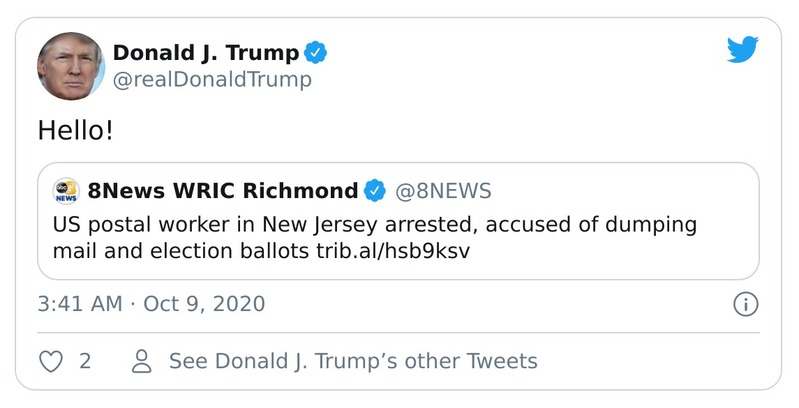 Donald J. Trump
@realDonaldTrump
Hello!
abc 8 NEWS
8News WRIC Richmond @8NEWS
US postal worker in New Jersey arrested, accused of dumping
mail and election ballots trib.al/hsb9ksv
3:41 AM · Oct 9, 2020
2 See Donald J. Trump’s other Tweets